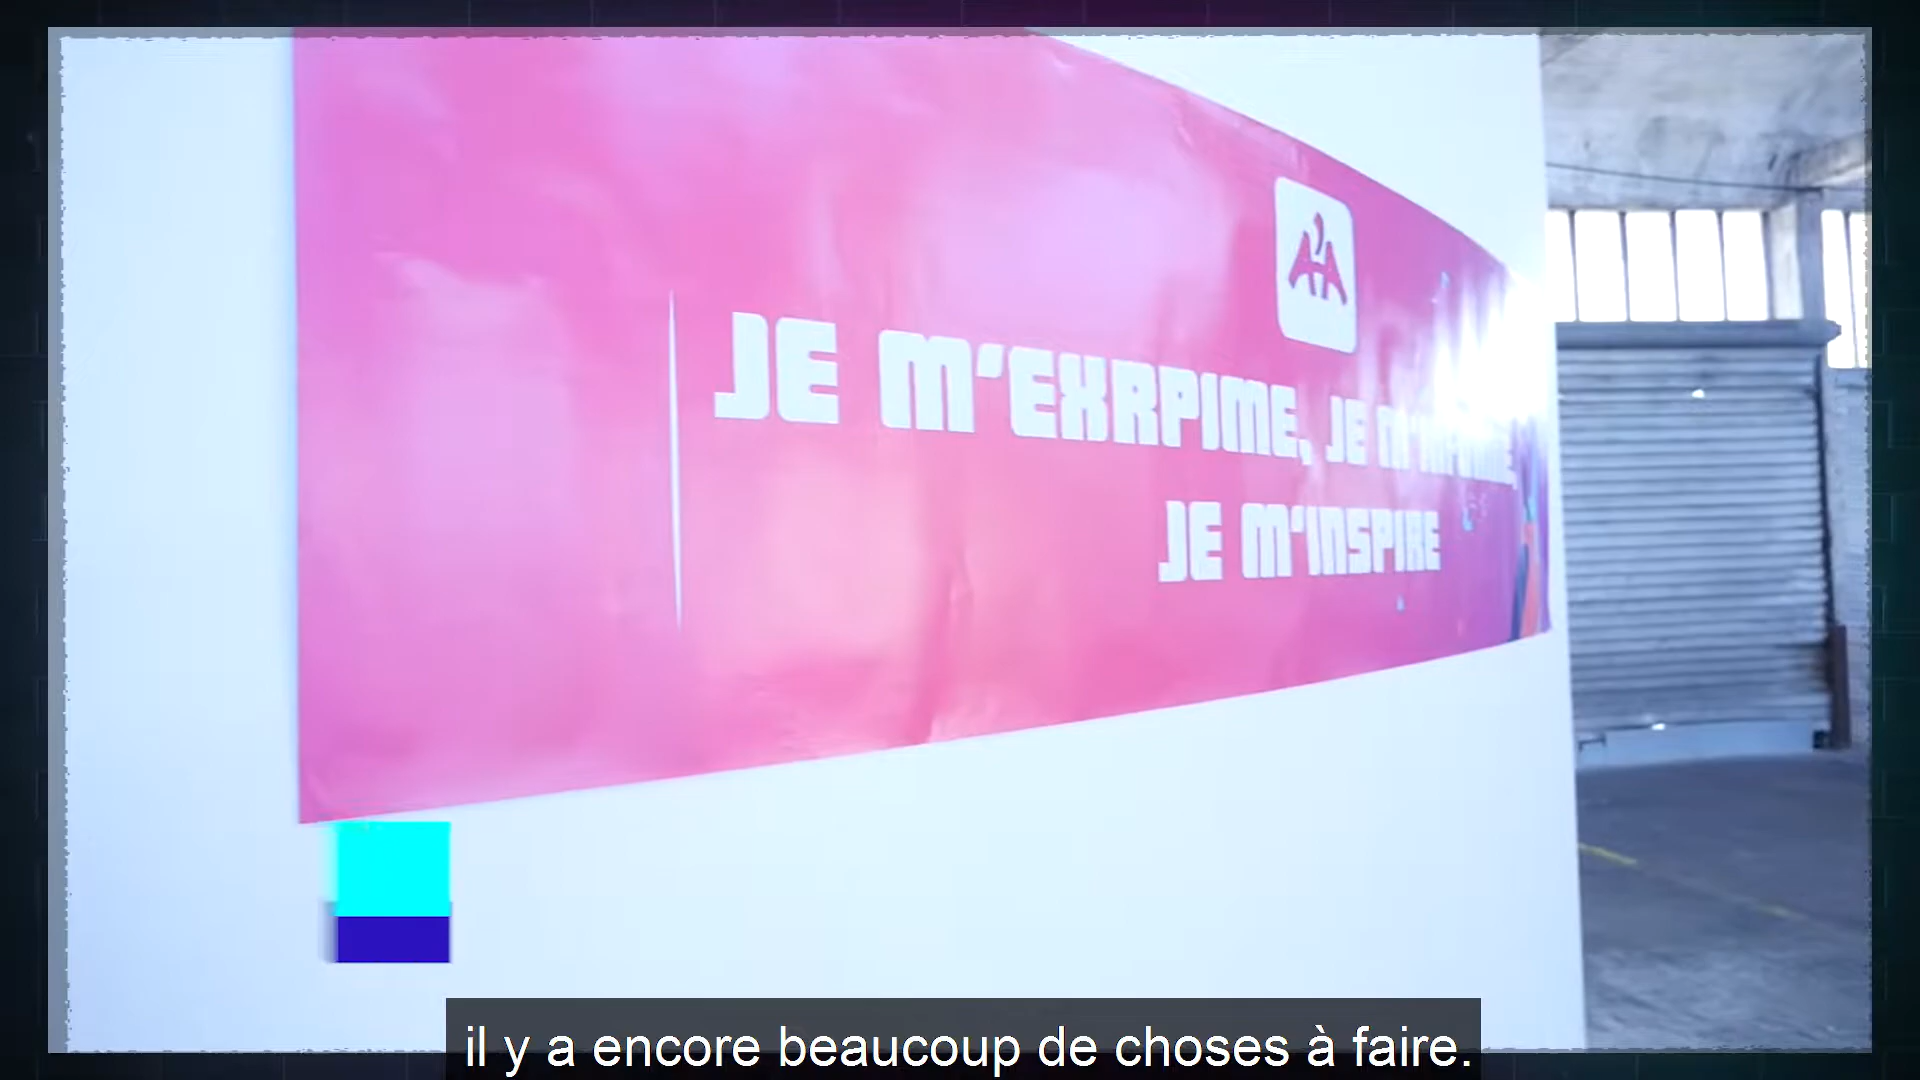 JE M'EXRPIME, JE
JE M'INSPIRE
il y a encore beaucoup de choses à faire.